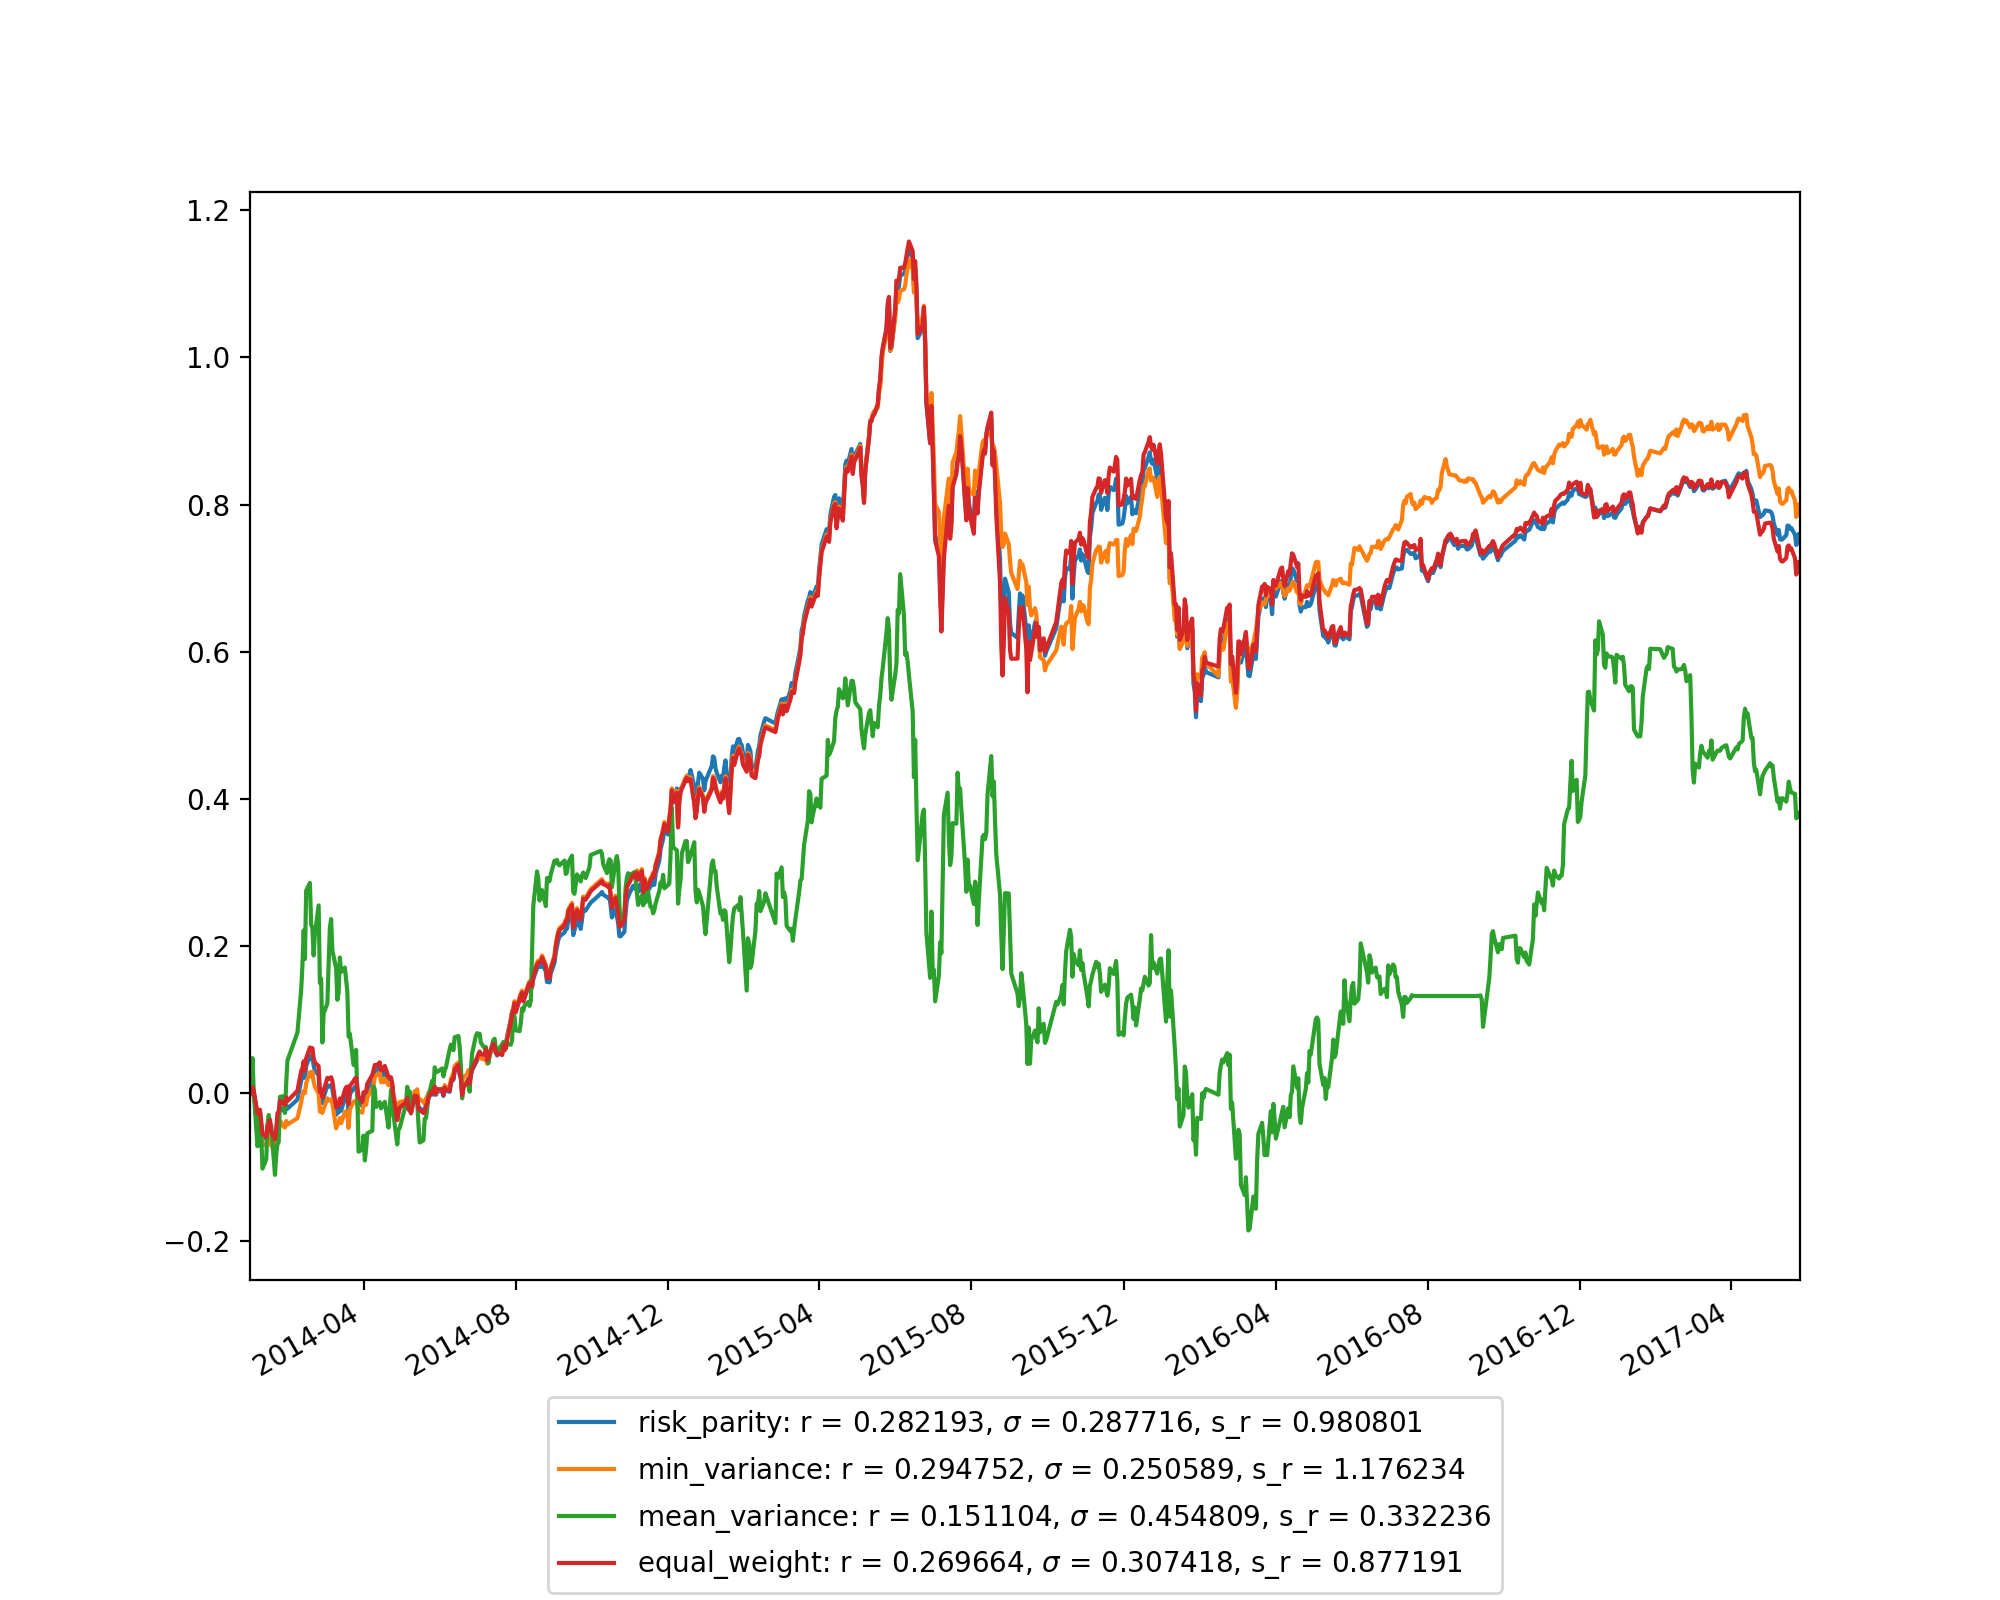 1.2
1.0
0.8
0.6
0.4
0.2
0.0
−0.2
2014-04 2014-08 2014-12 2015-04 2015-08 2015-12 2016-04 2016-08 2016-12 2017-04
risk_parity: r = 0.282193, σ = 0.287716, s_r = 0.980801
min_variance: r = 0.294752, σ = 0.250589, s_r = 1.176234
mean_variance: r = 0.151104, σ = 0.454809, s_r = 0.332236
equal_weight: r = 0.269664, σ = 0.307418, s_r = 0.877191